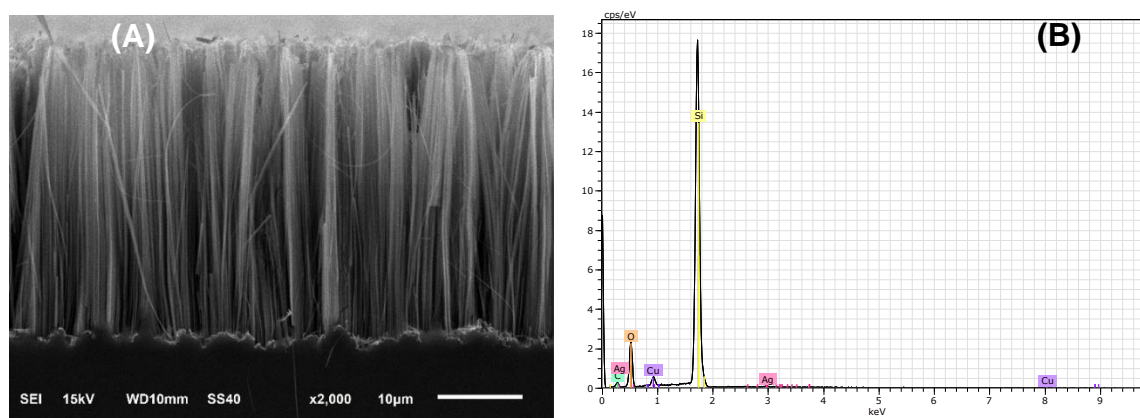 (A)
SEI 15kV WD10mm SS40 x2,000 10µm
cps/eV
(B)
18
16
14
12
10
8
6
4
2
0
Si
O
Ag
C
Cu
Ag
Cu
0 1 2 3 4 5 6 7 8 9
keV